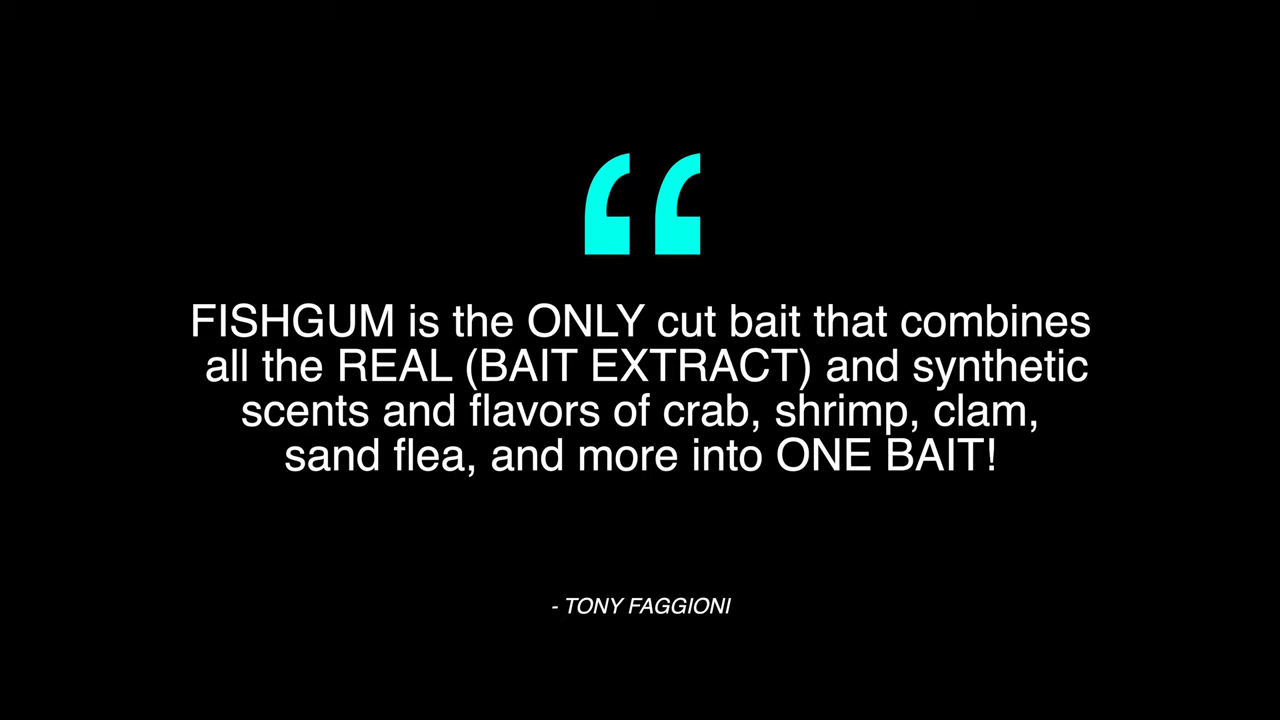 “
FISHGUM is the ONLY cut bait that combines
all the REAL (BAIT EXTRACT) and synthetic
scents and flavors of crab, shrimp, clam,
sand flea, and more into ONE BAIT!
- TONY FAGGIONI